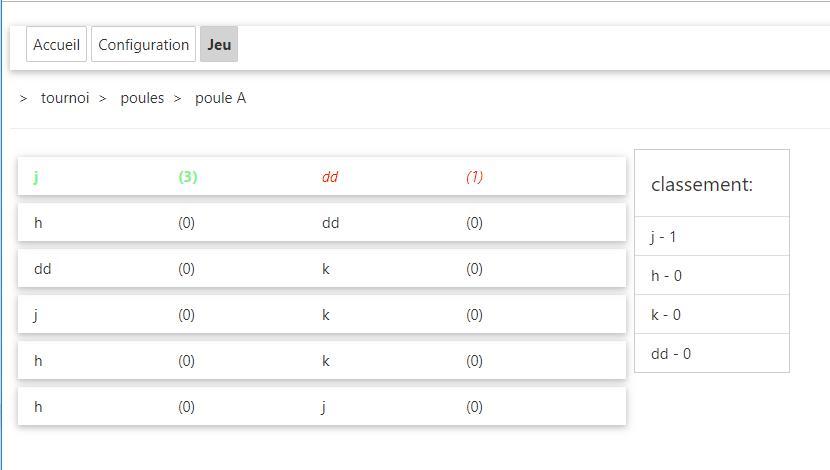 Accueil Configuration Jeu
> tournoi > poules > poule A
j (3) dd (1)
h (0) dd (0)
dd (0) k (0)
j (0) k (0)
h (0) k (0)
h (0) j (0)
classement:
j - 1
h - 0
k - 0
dd - 0